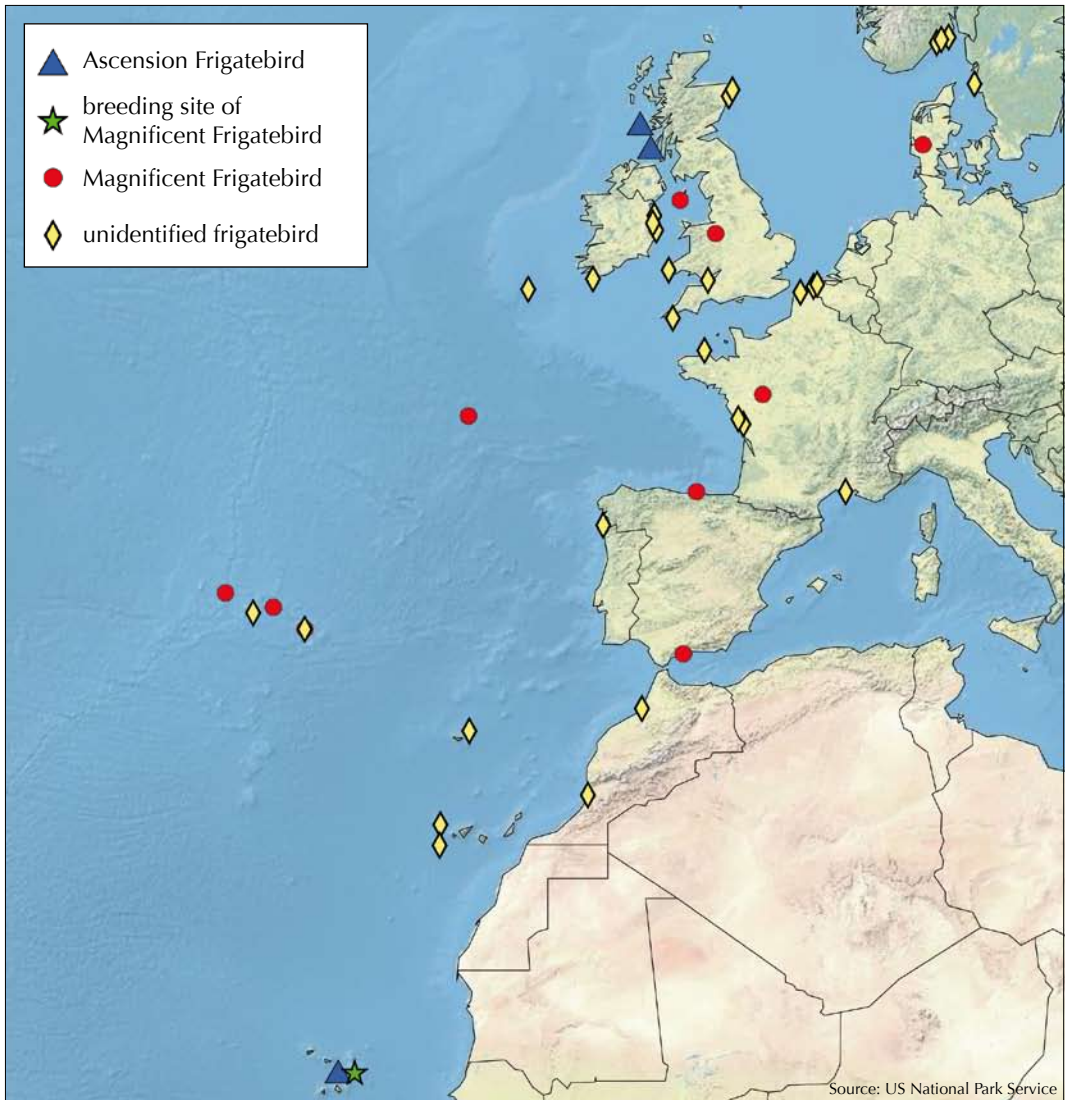 Ascension Frigatebird
breeding site of
Magnificent Frigatebird
Magnificent Frigatebird
unidentified frigatebird
Source: US National Park Service